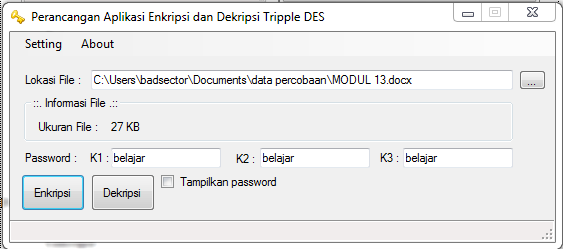 Perancangan Aplikasi Enkripsi dan Dekripsi Tripple DES
Setting About
Lokasi File : C:\Users\badsector\Documents\data percobaan\MODUL 13.docx ...
.::. Informasi File .::
Ukuran File : 27 KB
Password : K1 : belajar K2 : belajar K3 : belajar
Enkripsi Dekripsi Tampilkan password